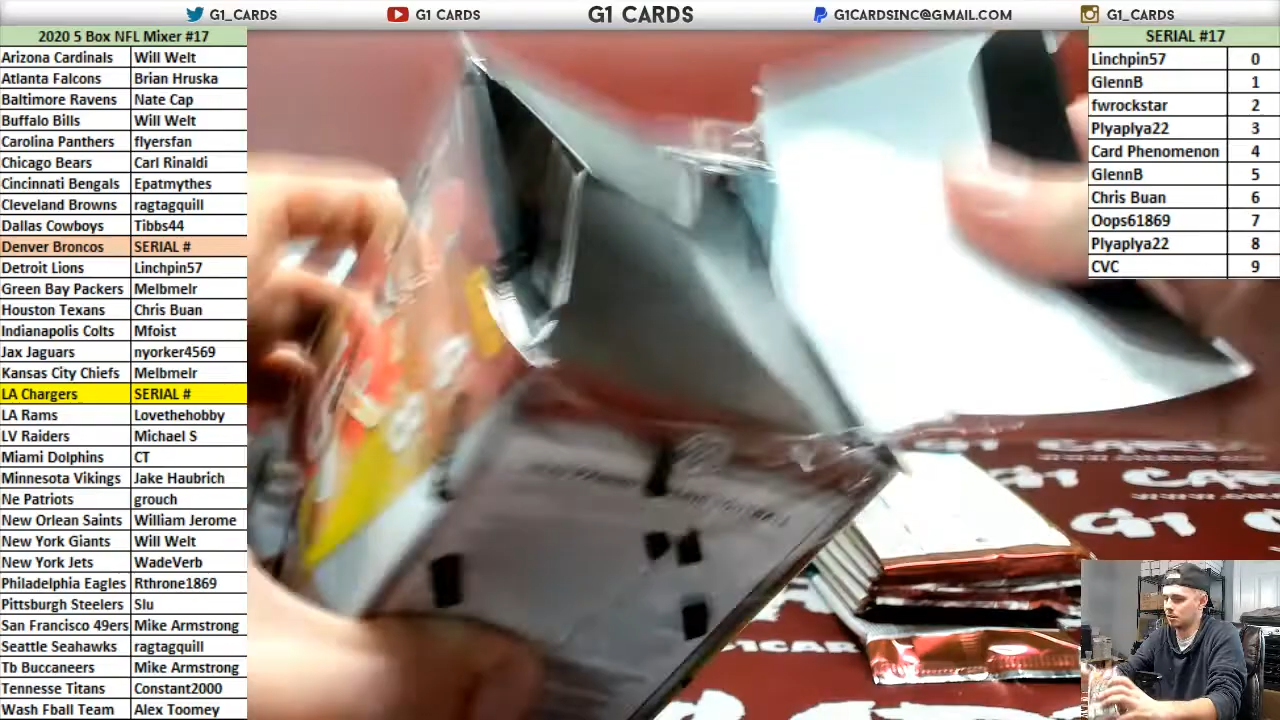 G1_CARDS G1 CARDS G1 CARDS G1CARDSINC@GMAIL.COM G1_CARDS
2020 5 Box NFL Mixer #17
Arizona Cardinals Will Welt
Atlanta Falcons Brian Hruska
Baltimore Ravens Nate Cap
Buffalo Bills Will Welt
Carolina Panthers flyersfan
Chicago Bears Carl Rinaldi
Cincinnati Bengals Epatmythes
Cleveland Browns ragtagquill
Dallas Cowboys Tibbs44
Denver Broncos SERIAL #
Detroit Lions Linchpin57
Green Bay Packers Melbmelr
Houston Texans Chris Buan
Indianapolis Colts Mfoist
Jax Jaguars nyorker4569
Kansas City Chiefs Melbmelr
LA Chargers SERIAL #
LA Rams Lovethehobby
LV Raiders Michael S
Miami Dolphins CT
Minnesota Vikings Jake Haubrich
Ne Patriots grouch
New Orlean Saints William Jerome
New York Giants Will Welt
New York Jets WadeVerb
Philadelphia Eagles Rthrone1869
Pittsburgh Steelers Slu
San Francisco 49ers Mike Armstrong
Seattle Seahawks ragtagquill
Tb Buccaneers Mike Armstrong
Tennesse Titans Constant2000
Wash Fball Team Alex Toomey
SERIAL #17
Linchpin57 0
GlennB 1
fwrockstar 2
Plyaplya22 3
Card Phenomenon 4
GlennB 5
Chris Buan 6
Oops61869 7
Plyaplya22 8
CVC 9
G1 CAR
G1